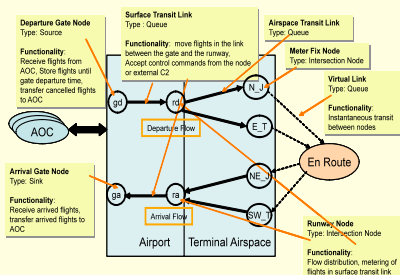 Departure Gate Node
Type: Source
Functionality:
Receive flights from
AOC, Store flights until
gate departure time,
transfer cancelled flights
to AOC
Surface Transit Link
Type : Queue
Functionality: move flights in the link
between the gate and the runway,
Accept control commands from the node
or external C2
Airspace Transit Link
Type: Queue
Meter Fix Node
Type: Intersection Node
Virtual Link
Type: Queue
Functionality:
Instantaneous transit
between nodes
gd
rd
N_J
E_T
Departure Flow
AOC
En Route
Arrival Gate Node
Type: Sink
Functionality:
Receive arrived flights,
transfer arrived flights to
AOC
ga
ra
NE_J
SW_T
Arrival Flow
Airport
Terminal Airspace
Runway Node
Type: Intersection Node
Functionality:
Flow distribution, metering of
flights in surface transit link